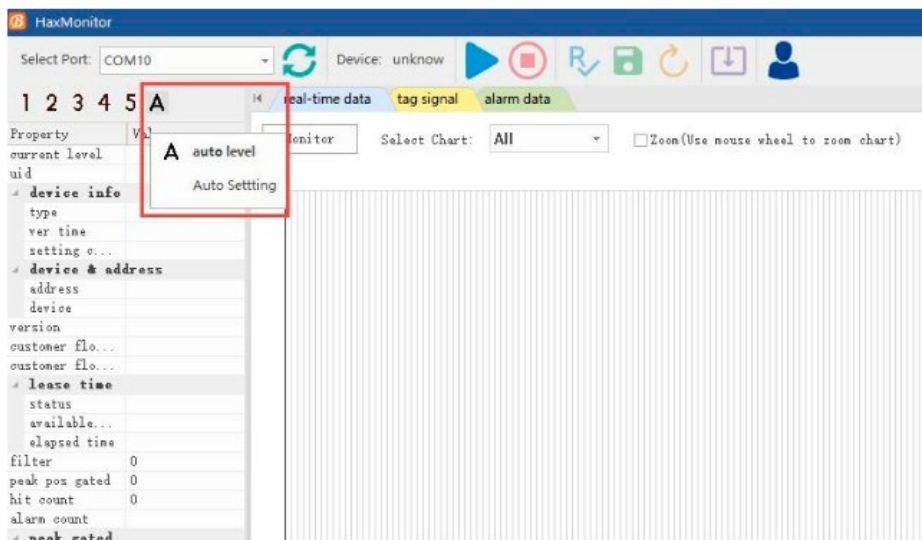 HaxMonitor
Select Port: COM10 Device: unknow
1 2 3 4 5 A
real-time data tag signal alarm data
Property
Select Chart: All Zoom(Use mouse wheel to zoom chart)
A auto level
Auto Settting
current level
uid
device info
type
ver time
setting c...
device & address
address
device
version
customer flo...
customer flo...
lease time
status
available...
elapsed time
filter 0
peak pos gated 0
hit count 0
alarm count
peak gated